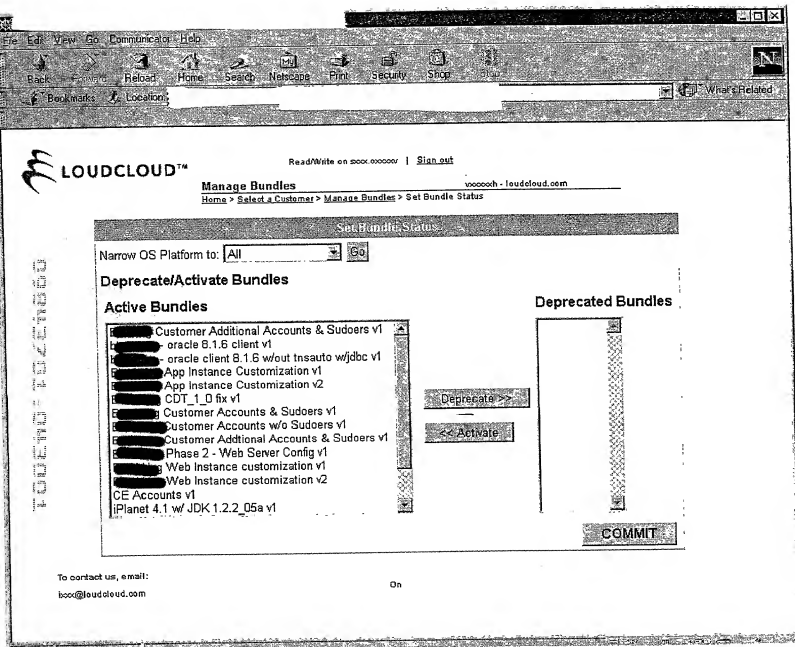 Edit View Go Communicator Help
Back Forward Reload Home Search My Netscape Print Security Shop Stop N
Bookmarks Location: What's Related
LOUDCLOUD™
Read/Write on | Sign out
Manage Bundles - loudcloud.com
Home > Select a Customer > Manage Bundles > Set Bundle Status
Set Bundle Status
Narrow OS Platform to: All Go
Deprecate/Activate Bundles
Active Bundles Deprecated Bundles
Customer Additional Accounts & Sudoers v1
- oracle 8.1.6 client v1
- oracle client 8.1.6 w/out tnsauto w/jdbc v1
App Instance Customization v1
App Instance Customization v2
CDT_1_0 fix v1
Customer Accounts & Sudoers v1
Customer Accounts w/o Sudoers v1
Customer Addtional Accounts & Sudoers v1
Phase 2 - Web Server Config v1
Web Instance customization v1
Web Instance customization v2
CE Accounts v1
iPlanet 4.1 w/ JDK 1.2.2_05a v1
Deprecate >>
<< Activate
COMMIT
To contact us, email:
bxxx@loudcloud.com
On